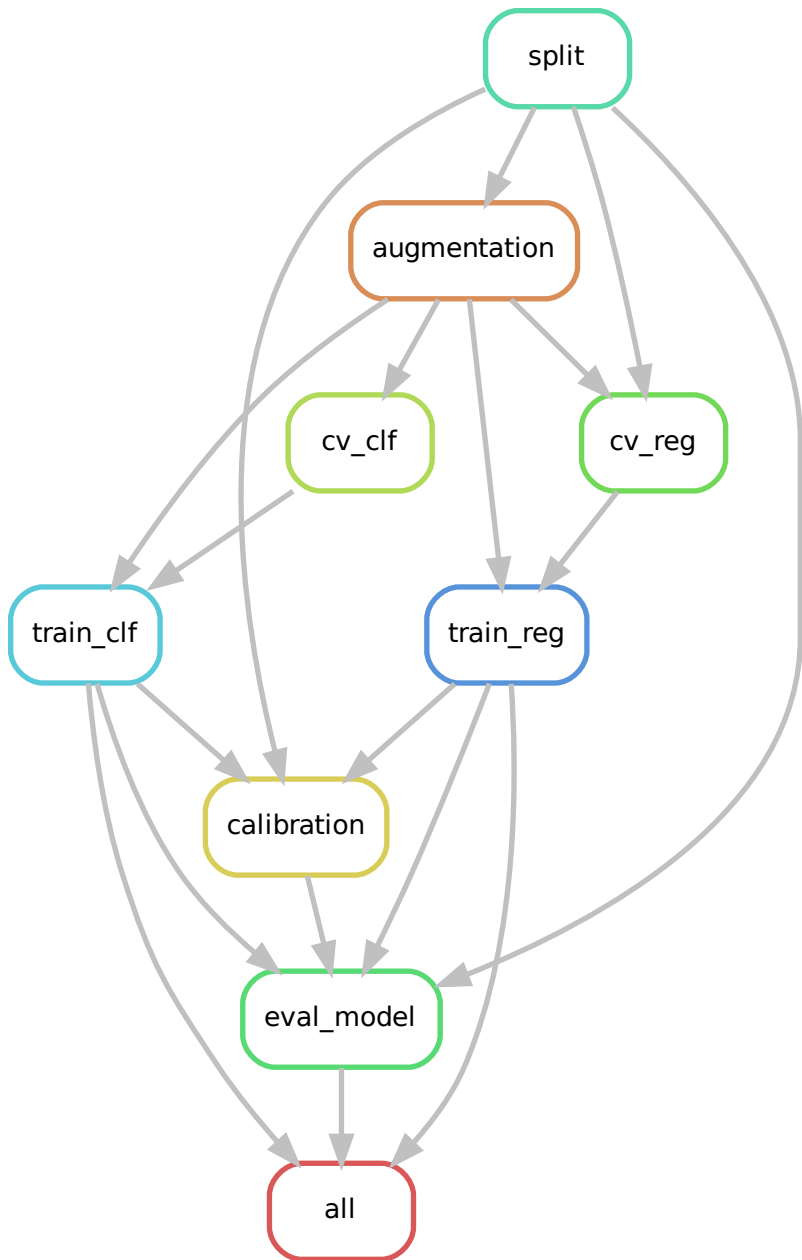 split
augmentation
cv_clf
cv_reg
train_clf
train_reg
calibration
eval_model
all